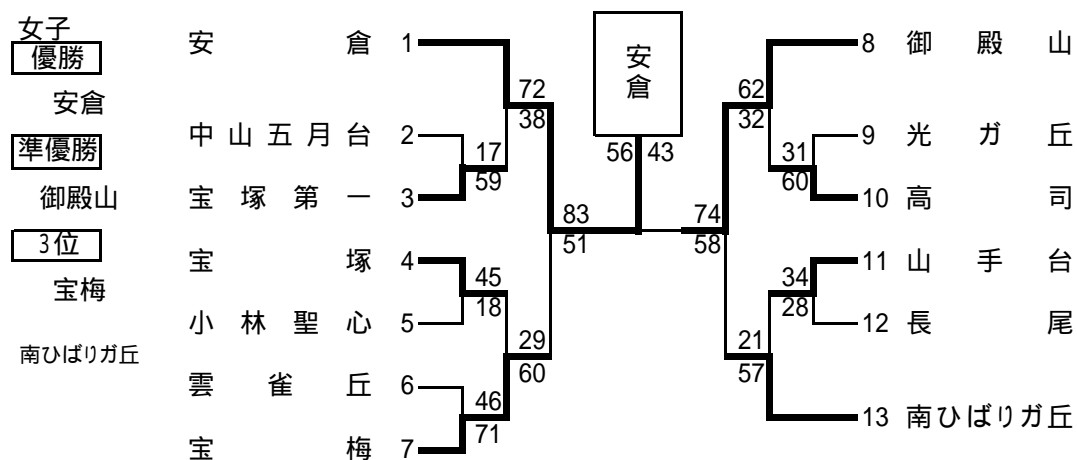 女子
優勝
安倉
準優勝
御殿山
3位
宝梅
南ひばりガ丘
安倉 1
中山五月台 2
宝塚第一 3
宝塚 4
小林聖心 5
雲雀丘 6
宝梅 7
72
38
17
59
83
51
45
18
29
60
46
71
安倉
56 43
62
32
31
60
74
58
34
28
21
57
8 御殿山
9 光ガ丘
10 高司
11 山手台
12 長尾
13 南ひばりガ丘